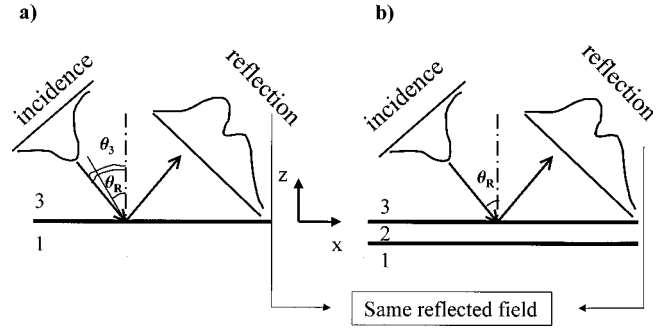 a)
incidence
reflection
θ3
θR
3
1
z
x
b)
incidence
reflection
θR
3
2
1
Same reflected field